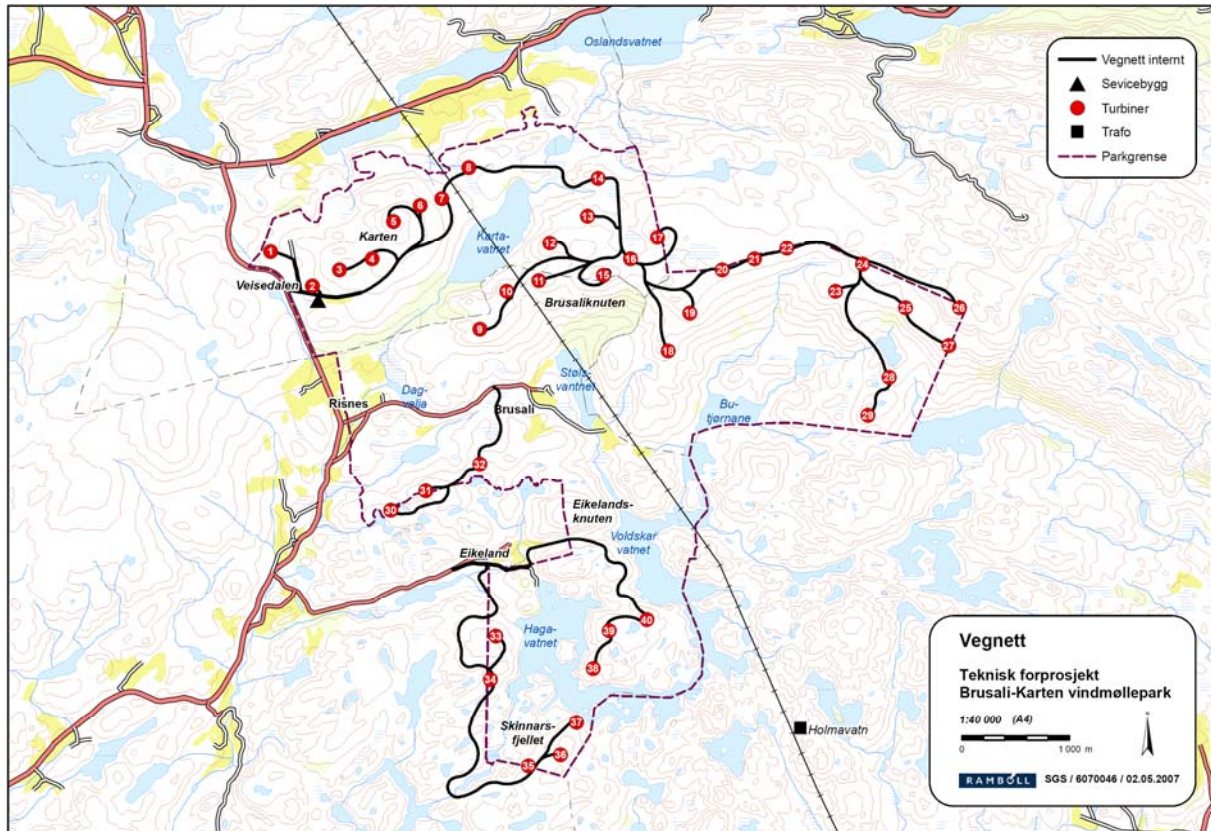 Oslandsvatnet
Vegnett internt
Sevicebygg
Turbiner
Trafo
Parkgrense
8
14
7
6
5
Karten
Karta-
vatnet
13
17
1
4
3
12
16
22
21
20
24
Veisedalen
2
15
11
10
Brusaliknuten
23
25
26
19
9
18
27
Støls-
vantnet
28
Risnes
Dag-
valia
Brusali
Bu-
tjørnane
29
32
31
30
Eikelands-
knuten
Voldskar
vatnet
Eikeland
40
39
33
Haga-
vatnet
38
34
Skinnars-
fjellet
37
36
35
Holmavatn
Vegnett
Teknisk forprosjekt
Brusali-Karten vindmøllepark
1:40 000 (A4)
0 1 000 m
N
RAMBØLL SGS / 6070046 / 02.05.2007